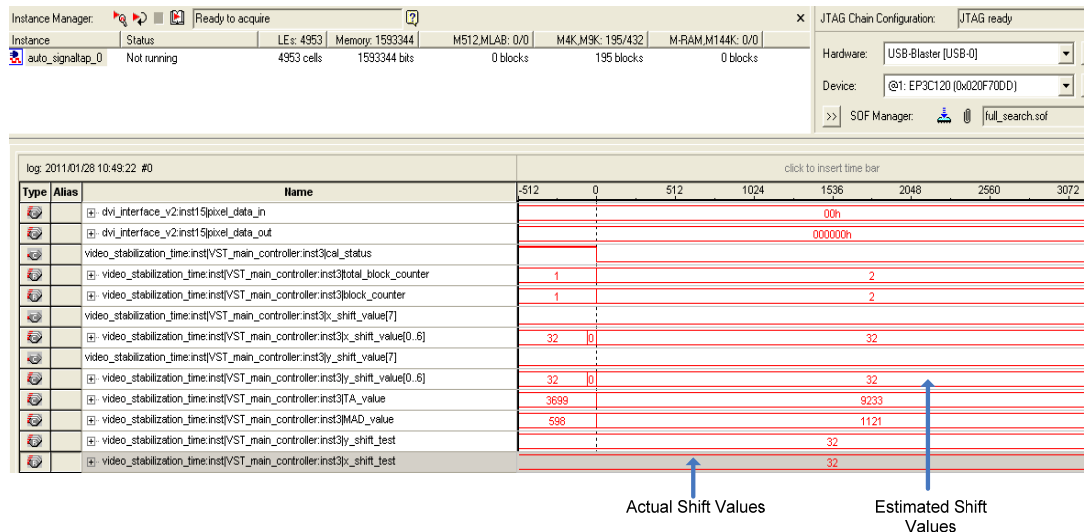 Instance Manager: Ready to acquire ? x
Instance Status LEs: 4953 Memory: 1593344 M512,MLAB: 0/0 M4K,M9K: 195/432 M-RAM,M144K: 0/0
auto_signaltap_0 Not running 4953 cells 1593344 bits 0 blocks 195 blocks 0 blocks
JTAG Chain Configuration: JTAG ready
Hardware: USB-Blaster [USB-0]
Device: @1: EP3C120 (0x020F70DD)
>> SOF Manager: full_search.sof
log: 2011/01/28 10:49:22 #0 click to insert time bar
Type Alias Name -512 0 512 1024 1536 2048 2560 3072
dvi_interface_v2:inst15|pixel_data_in 00h
dvi_interface_v2:inst15|pixel_data_out 000000h
video_stabilization_time:inst|VST_main_controller:inst3|cal_status
video_stabilization_time:inst|VST_main_controller:inst3|total_block_counter 1 2
video_stabilization_time:inst|VST_main_controller:inst3|block_counter 1 2
video_stabilization_time:inst|VST_main_controller:inst3|x_shift_value[7]
video_stabilization_time:inst|VST_main_controller:inst3|x_shift_value[0..6] 32 0 32
video_stabilization_time:inst|VST_main_controller:inst3|y_shift_value[7]
video_stabilization_time:inst|VST_main_controller:inst3|y_shift_value[0..6] 32 0 32
video_stabilization_time:inst|VST_main_controller:inst3|TA_value 3699 9233
video_stabilization_time:inst|VST_main_controller:inst3|MAD_value 598 1121
video_stabilization_time:inst|VST_main_controller:inst3|y_shift_test 32
video_stabilization_time:inst|VST_main_controller:inst3|x_shift_test 32
Actual Shift Values
Estimated Shift
Values